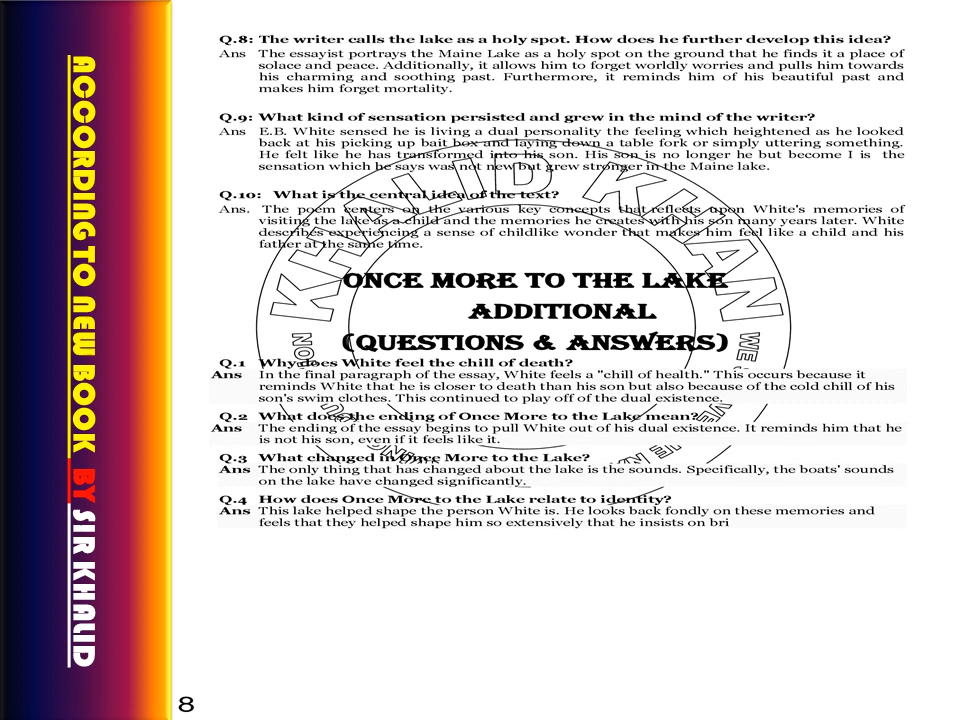 ACCORDING TO NEW BOOK BY SIR KHALID
Q.8: The writer calls the lake as a holy spot. How does he further develop this idea?
Ans The essayist portrays the Maine Lake as a holy spot on the ground that he finds it a place of
solace and peace. Additionally, it allows him to forget worldly worries and pulls him towards
his charming and soothing past. Furthermore, it reminds him of his beautiful past and
makes him forget mortality.
Q.9: What kind of sensation persisted and grew in the mind of the writer?
Ans E.B. White sensed he is living a dual personality the feeling which heightened as he looked
back at his picking up bait box and laying down a table fork or simply uttering something.
He felt like he has transformed into his son. His son is no longer he but become I is the
sensation which he says was not new but grew stronger in the Maine lake.
Q.10: What is the central idea of the text?
Ans. The poem centers on the various key concepts that reflects upon White's memories of
visiting the lake as a child and the memories he creates with his son many years later. White
describes experiencing a sense of childlike wonder that makes him feel like a child and his
father at the same time.
KHALID KHAN
ONCE MORE TO THE LAKE
ADDITIONAL
(QUESTIONS & ANSWERS)
Q.1 Why does White feel the chill of death?
Ans In the final paragraph of the essay, White feels a "chill of health." This occurs because it
reminds White that he is closer to death than his son but also because of the cold chill of his
son's swim clothes. This continued to play off of the dual existence.
Q.2 What does the ending of Once More to the Lake mean?
Ans The ending of the essay begins to pull White out of his dual existence. It reminds him that he
is not his son, even if it feels like it.
Q.3 What changed in Once More to the Lake?
Ans The only thing that has changed about the lake is the sounds. Specifically, the boats' sounds
on the lake have changed significantly.
Q.4 How does Once More to the Lake relate to identity?
Ans This lake helped shape the person White is. He looks back fondly on these memories and
feels that they helped shape him so extensively that he insists on bri
8